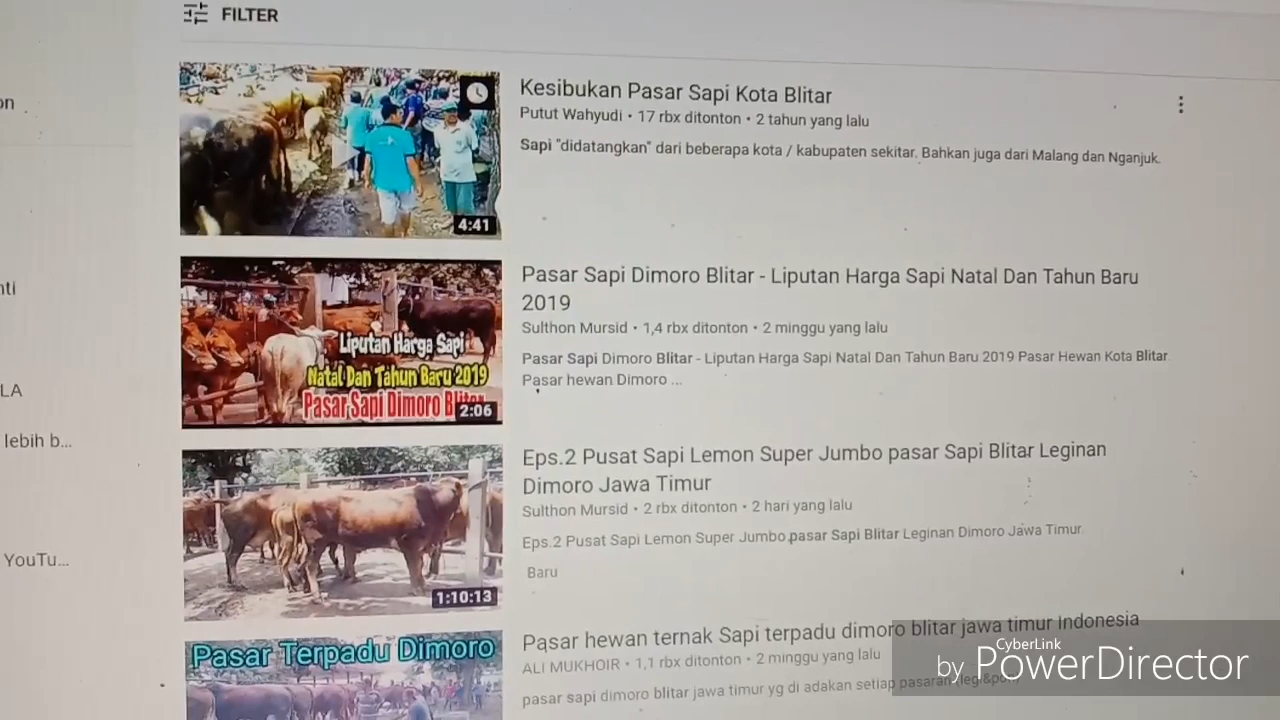 FILTER
on
4:41
Kesibukan Pasar Sapi Kota Blitar
Putut Wahyudi • 17 rbx ditonton • 2 tahun yang lalu
Sapi "didatangkan" dari beberapa kota / kabupaten sekitar. Bahkan juga dari Malang dan Nganjuk.
nti
Liputan Harga Sapi
Natal Dan Tahun Baru 2019
Pasar Sapi Dimoro Blitar
2:06
Pasar Sapi Dimoro Blitar - Liputan Harga Sapi Natal Dan Tahun Baru
2019
Sulthon Mursid • 1,4 rbx ditonton • 2 minggu yang lalu
Pasar Sapi Dimoro Blitar - Liputan Harga Sapi Natal Dan Tahun Baru 2019 Pasar Hewan Kota Blitar
Pasar hewan Dimoro ...
LA
lebih b...
1:10:13
Eps.2 Pusat Sapi Lemon Super Jumbo pasar Sapi Blitar Leginan
Dimoro Jawa Timur
Sulthon Mursid • 2 rbx ditonton • 2 hari yang lalu
Eps.2 Pusat Sapi Lemon Super Jumbo pasar Sapi Blitar Leginan Dimoro Jawa Timur
Baru
YouTu...
Pasar Terpadu Dimoro
Pasar hewan ternak Sapi terpadu dimoro blitar jawa timur Indonesia
ALI MUKHOIR • 1,1 rbx ditonton • 2 minggu yang lalu
pasar sapi dimoro blitar jawa timur yg di adakan setiap pasaran (legi&pon)
CyberLink
by PowerDirector